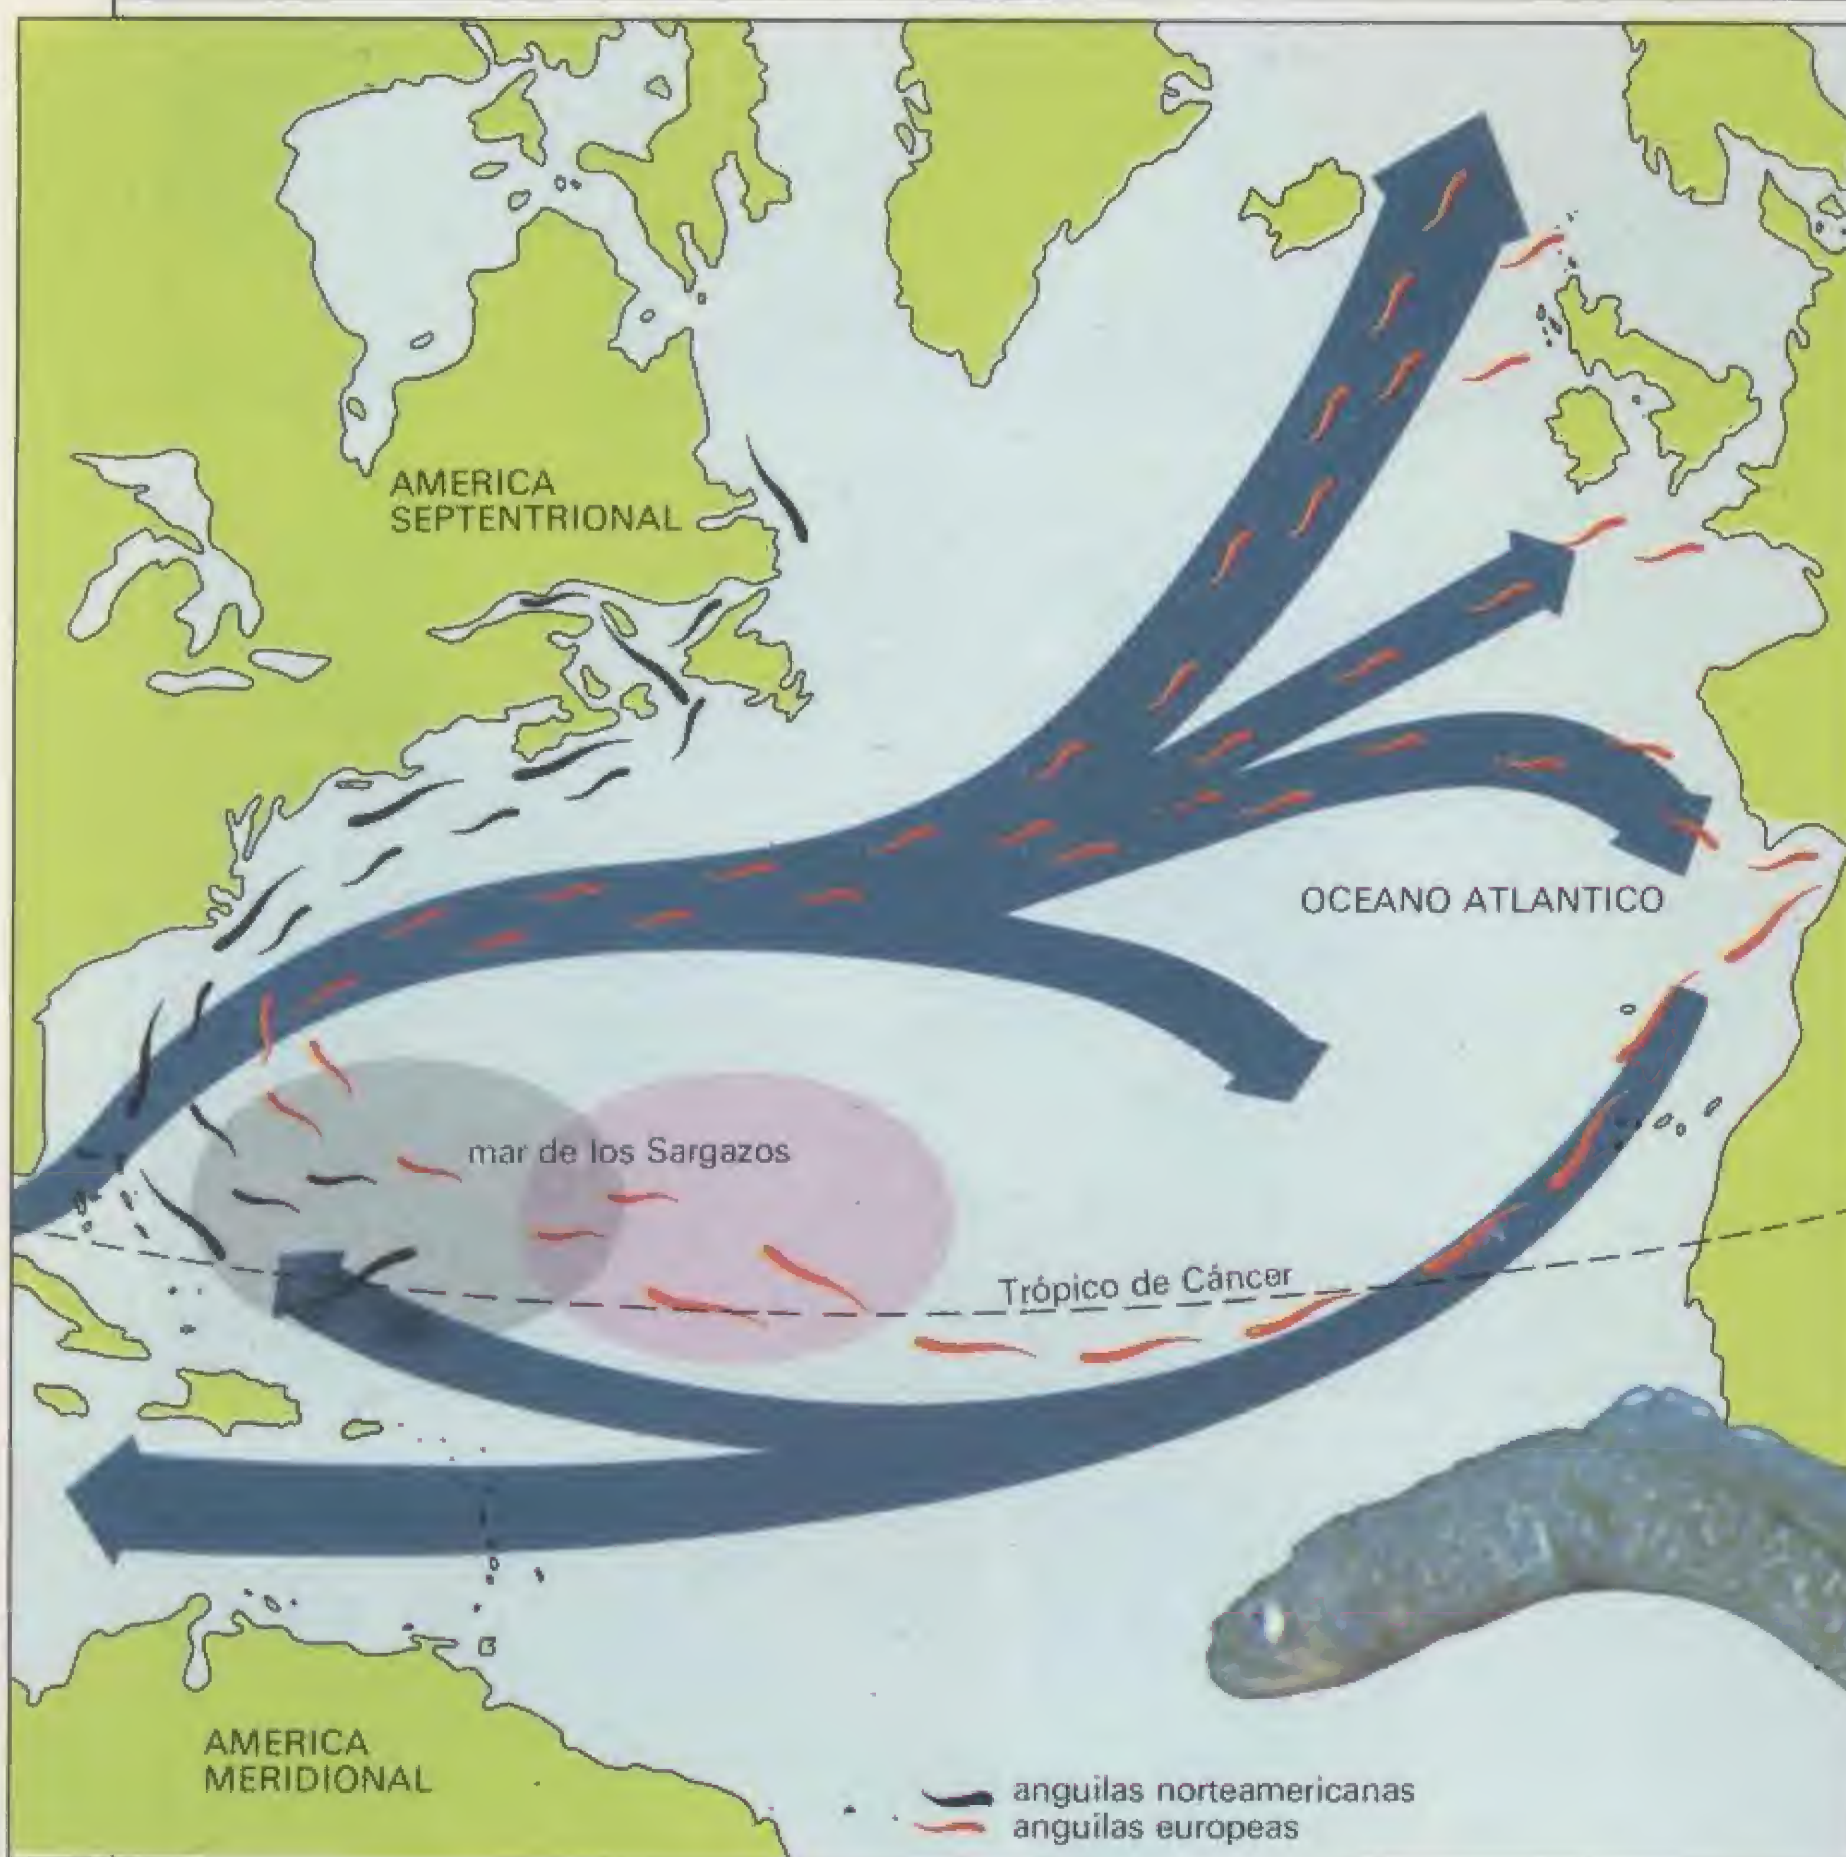 AMERICA
SEPTENTRIONAL
OCEANO ATLANTICO
mar de los Sargazos
Trópico de Cáncer
AMERICA
MERIDIONAL
anguilas norteamericanas
anguilas europeas